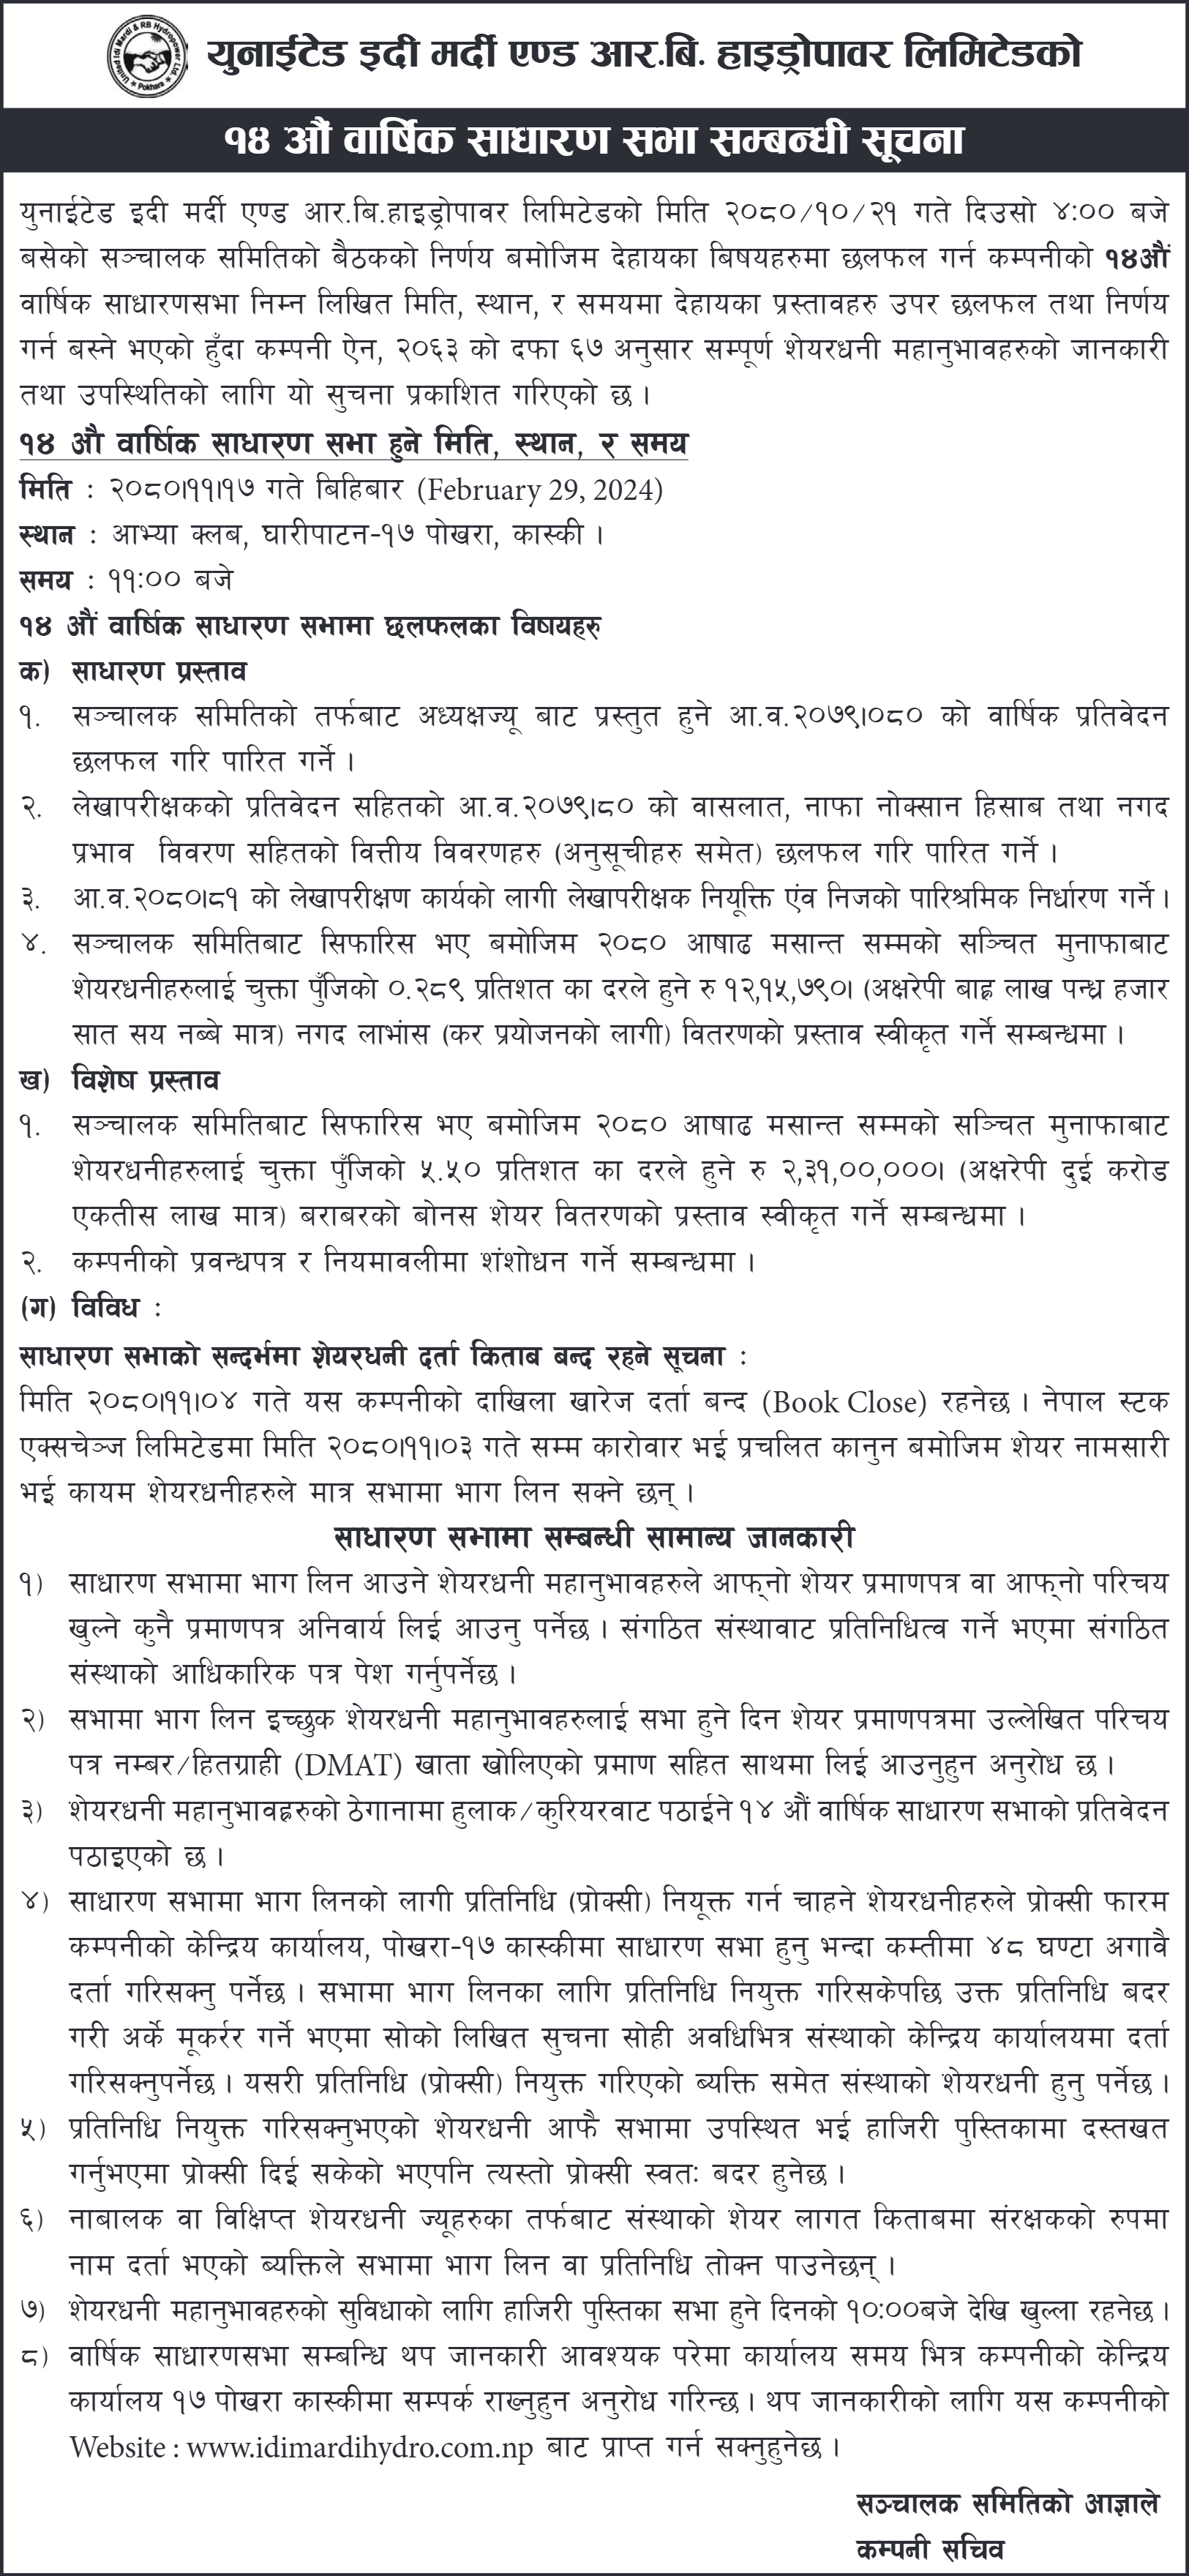 United Idi Mardi & RB Hydropower Ltd. Pokhara
युनाईटेड इदी मर्दी एण्ड आर.बि. हाइड्रोपावर लिमिटेडको
१४ औं वार्षिक साधारण सभा सम्बन्धी सूचना
युनाईटेड इदी मर्दी एण्ड आर.बि.हाइड्रोपावर लिमिटेडको मिति २०८०/१०/२१ गते दिउसो ४:०० बजे
बसेको सञ्चालक समितिको बैठकको निर्णय बमोजिम देहायका बिषयहरुमा छलफल गर्न कम्पनीको १४औं
वार्षिक साधारणसभा निम्न लिखित मिति, स्थान, र समयमा देहायका प्रस्तावहरु उपर छलफल तथा निर्णय
गर्न बस्ने भएको हुँदा कम्पनी ऐन, २०६३ को दफा ६७ अनुसार सम्पूर्ण शेयरधनी महानुभावहरुको जानकारी
तथा उपस्थितिको लागि यो सुचना प्रकाशित गरिएको छ ।
१४ औ वार्षिक साधारण सभा हुने मिति, स्थान, र समय
मिति : २०८०।११।१७ गते बिहिबार (February 29, 2024)
स्थान : आभ्या क्लब, घारीपाटन-१७ पोखरा, कास्की ।
समय : ११:०० बजे
१४ औं वार्षिक साधारण सभामा छलफलका विषयहरु
क) साधारण प्रस्ताव
१. सञ्चालक समितिको तर्फबाट अध्यक्षज्यू बाट प्रस्तुत हुने आ.व.२०७९।०८० को वार्षिक प्रतिवेदन
छलफल गरि पारित गर्ने ।
२. लेखापरीक्षकको प्रतिवेदन सहितको आ.व.२०७९।८० को वासलात, नाफा नोक्सान हिसाब तथा नगद
प्रभाव विवरण सहितको वित्तीय विवरणहरु (अनुसूचीहरु समेत) छलफल गरि पारित गर्ने ।
३. आ.व.२०८०।८१ को लेखापरीक्षण कार्यको लागी लेखापरीक्षक नियूक्ति एंव निजको पारिश्रमिक निर्धारण गर्ने।
४. सञ्चालक समितिबाट सिफारिस भए बमोजिम २०८० आषाढ मसान्त सम्मको सञ्चित मुनाफाबाट
शेयरधनीहरुलाई चुक्ता पुँजिको ०.२८९ प्रतिशत का दरले हुने रु १२,१५,७९०। (अक्षरेपी बाह्र लाख पन्ध्र हजार
सात सय नब्बे मात्र) नगद लाभांस (कर प्रयोजनको लागी) वितरणको प्रस्ताव स्वीकृत गर्ने सम्बन्धमा ।
ख) विशेष प्रस्ताव
१. सञ्चालक समितिबाट सिफारिस भए बमोजिम २०८० आषाढ मसान्त सम्मको सञ्चित मुनाफाबाट
शेयरधनीहरुलाई चुक्ता पुँजिको ५.५० प्रतिशत का दरले हुने रु २,३१,००,०००। (अक्षरेपी दुई करोड
एकतीस लाख मात्र) बराबरको बोनस शेयर वितरणको प्रस्ताव स्वीकृत गर्ने सम्बन्धमा ।
२. कम्पनीको प्रवन्धपत्र र नियमावलीमा शंशोधन गर्ने सम्बन्धमा ।
(ग) विविध :
साधारण सभाको सन्दर्भमा शेयरधनी दर्ता किताब बन्द रहने सूचना :
मिति २०८०।११।०४ गते यस कम्पनीको दाखिला खारेज दर्ता बन्द (Book Close) रहनेछ । नेपाल स्टक
एक्सचेञ्ज लिमिटेडमा मिति २०८०।११।०३ गते सम्म कारोवार भई प्रचलित कानुन बमोजिम शेयर नामसारी
भई कायम शेयरधनीहरुले मात्र सभामा भाग लिन सक्ने छन् ।
साधारण सभामा सम्बन्धी सामान्य जानकारी
१) साधारण सभामा भाग लिन आउने शेयरधनी महानुभावहरुले आफ्नो शेयर प्रमाणपत्र वा आफ्नो परिचय
खुल्ने कुनै प्रमाणपत्र अनिवार्य लिई आउनु पर्नेछ । संगठित संस्थावाट प्रतिनिधित्व गर्ने भएमा संगठित
संस्थाको आधिकारिक पत्र पेश गर्नुपर्नेछ ।
२) सभामा भाग लिन इच्छुक शेयरधनी महानुभावहरुलाई सभा हुने दिन शेयर प्रमाणपत्रमा उल्लेखित परिचय
पत्र नम्बर/हितग्राही (DMAT) खाता खोलिएको प्रमाण सहित साथमा लिई आउनुहुन अनुरोध छ ।
३) शेयरधनी महानुभावह्ररुको ठेगानामा हुलाक/कुरियरवाट पठाईने १४ औं वार्षिक साधारण सभाको प्रतिवेदन
पठाइएको छ ।
४) साधारण सभामा भाग लिनको लागी प्रतिनिधि (प्रोक्सी) नियूक्त गर्न चाहने शेयरधनीहरुले प्रोक्सी फारम
कम्पनीको केन्द्रिय कार्यालय, पोखरा-१७ कास्कीमा साधारण सभा हुनु भन्दा कम्तीमा ४८ घण्टा अगावै
दर्ता गरिसक्नु पर्नेछ । सभामा भाग लिनका लागि प्रतिनिधि नियुक्त गरिसकेपछि उक्त प्रतिनिधि बदर
गरी अर्के मूकर्रर गर्ने भएमा सोको लिखित सुचना सोही अवधिभित्र संस्थाको केन्द्रिय कार्यालयमा दर्ता
गरिसक्नुपर्नेछ । यसरी प्रतिनिधि (प्रोक्सी) नियुक्त गरिएको ब्यक्ति समेत संस्थाको शेयरधनी हुनु पर्नेछ ।
५) प्रतिनिधि नियुक्त गरिसक्नुभएको शेयरधनी आफै सभामा उपस्थित भई हाजिरी पुस्तिकामा दस्तखत
गर्नुभएमा प्रोक्सी दिई सकेको भएपनि त्यस्तो प्रोक्सी स्वतः बदर हुनेछ ।
६) नाबालक वा विक्षिप्त शेयरधनी ज्यूहरुका तर्फबाट संस्थाको शेयर लागत किताबमा संरक्षकको रुपमा
नाम दर्ता भएको ब्यक्तिले सभामा भाग लिन वा प्रतिनिधि तोक्न पाउनेछन् ।
७) शेयरधनी महानुभावहरुको सुविधाको लागि हाजिरी पुस्तिका सभा हुने दिनको १०:००बजे देखि खुल्ला रहनेछ ।
८) वार्षिक साधारणसभा सम्बन्धि थप जानकारी आवश्यक परेमा कार्यालय समय भित्र कम्पनीको केन्द्रिय
कार्यालय १७ पोखरा कास्कीमा सम्पर्क राख्नुहुन अनुरोध गरिन्छ । थप जानकारीको लागि यस कम्पनीको
Website : www.idimardihydro.com.np बाट प्राप्त गर्न सक्नुहुनेछ ।
सञ्चालक समितिको आज्ञाले
कम्पनी सचिव